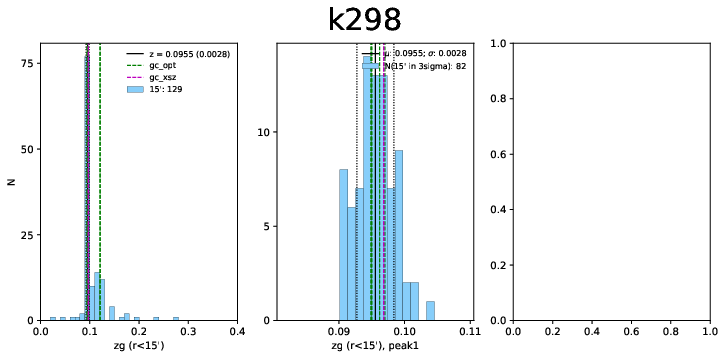 k298
z = 0.0955 (0.0028)
gc_opt
gc_xsz
15': 129
75
50
25
0
N
0.0 0.1 0.2 0.3 0.4
zg (r<15')
μ: 0.0955; σ: 0.0028
N(15' in 3sigma): 82
10
5
0
0.09 0.10 0.11
zg (r<15'), peak1
1.0
0.8
0.6
0.4
0.2
0.0
0.0 0.2 0.4 0.6 0.8 1.0